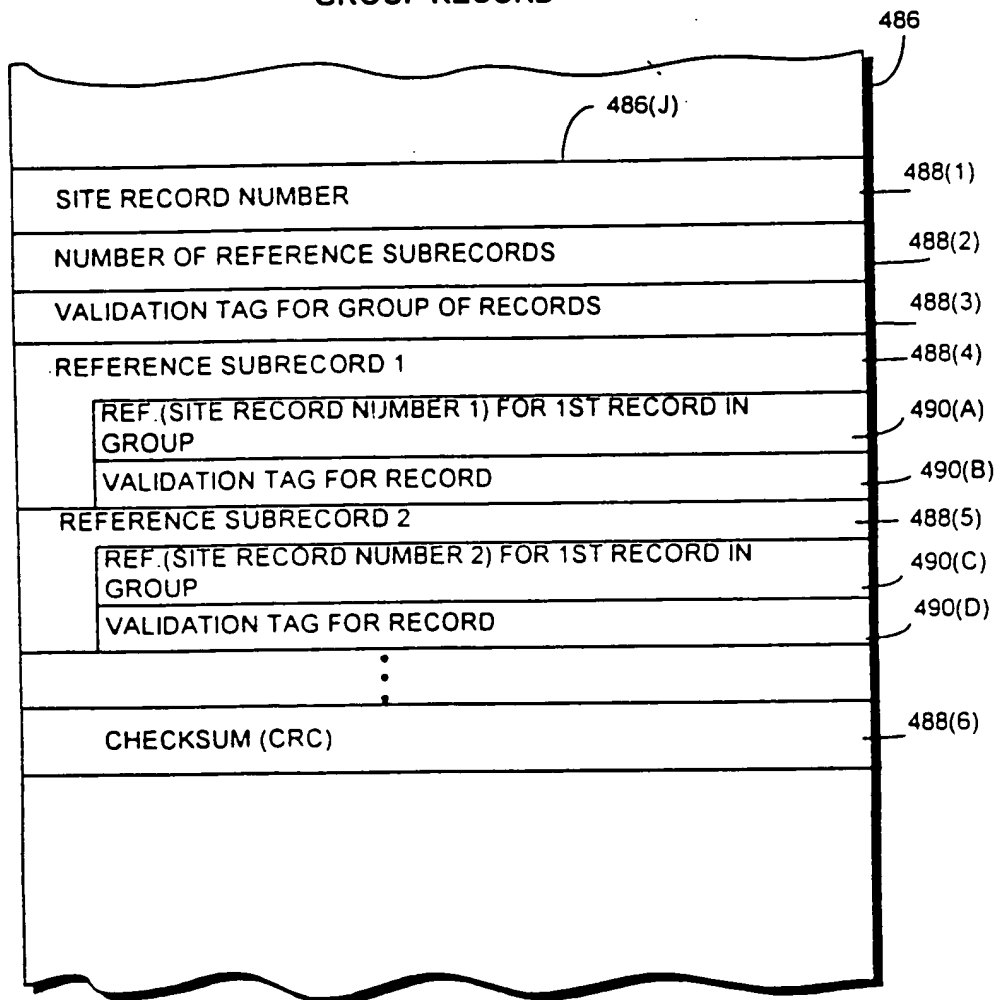 GROUP RECORD
486
486(J)
SITE RECORD NUMBER
488(1)
NUMBER OF REFERENCE SUBRECORDS
488(2)
VALIDATION TAG FOR GROUP OF RECORDS
488(3)
REFERENCE SUBRECORD 1
488(4)
REF.(SITE RECORD NUMBER 1) FOR 1ST RECORD IN
GROUP
490(A)
VALIDATION TAG FOR RECORD
490(B)
REFERENCE SUBRECORD 2
488(5)
REF.(SITE RECORD NUMBER 2) FOR 1ST RECORD IN
GROUP
490(C)
VALIDATION TAG FOR RECORD
490(D)
CHECKSUM (CRC)
488(6)